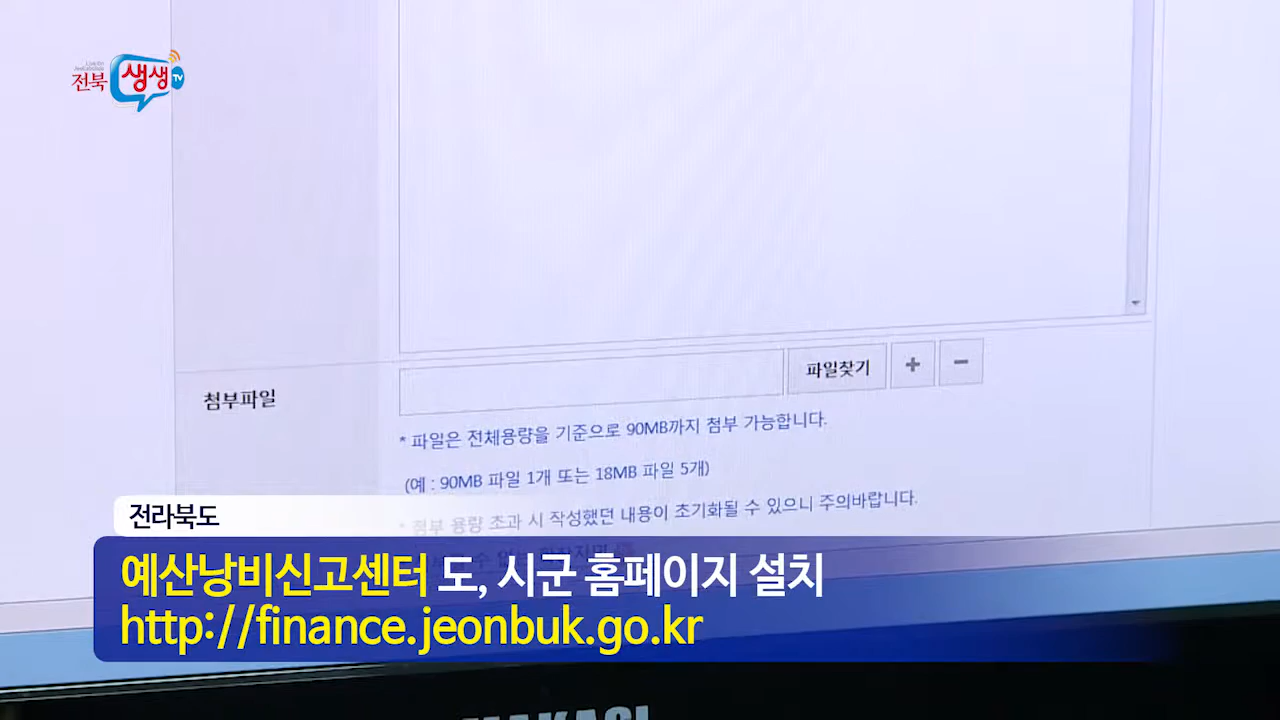 전북 생생 TV
첨부파일
파일찾기
* 파일은 전체용량을 기준으로 90MB까지 첨부 가능합니다.
(예 : 90MB 파일 1개 또는 18MB 파일 5개)
* 첨부 용량 초과 시 작성했던 내용이 초기화될 수 있으니 주의바랍니다.
전라북도
예산낭비신고센터 도, 시군 홈페이지 설치
http://finance.jeonbuk.go.kr